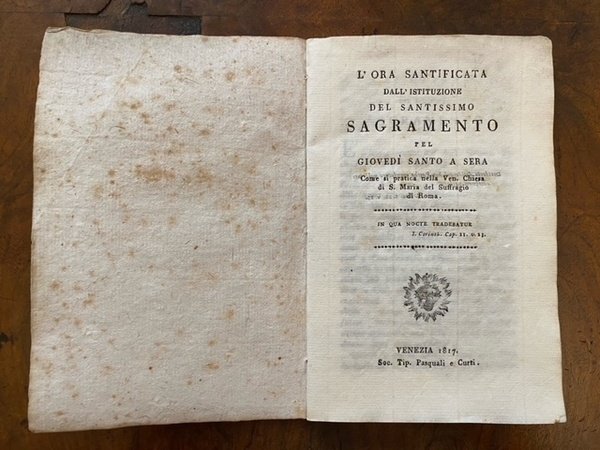 L'ORA SANTIFICATA
DALL'ISTITUZIONE
DEL SANTISSIMO
SAGRAMENTO
PEL
GIOVEDÌ SANTO A SERA
Come si pratica nella Ven. Chiesa
di S. Maria del Suffragio
di Roma.
IN QUA NOCTE TRADEBATUR
I. Corinth. Cap. 11. v. 23.
VENEZIA 1817.
Soc. Tip. Pasquali e Curti.